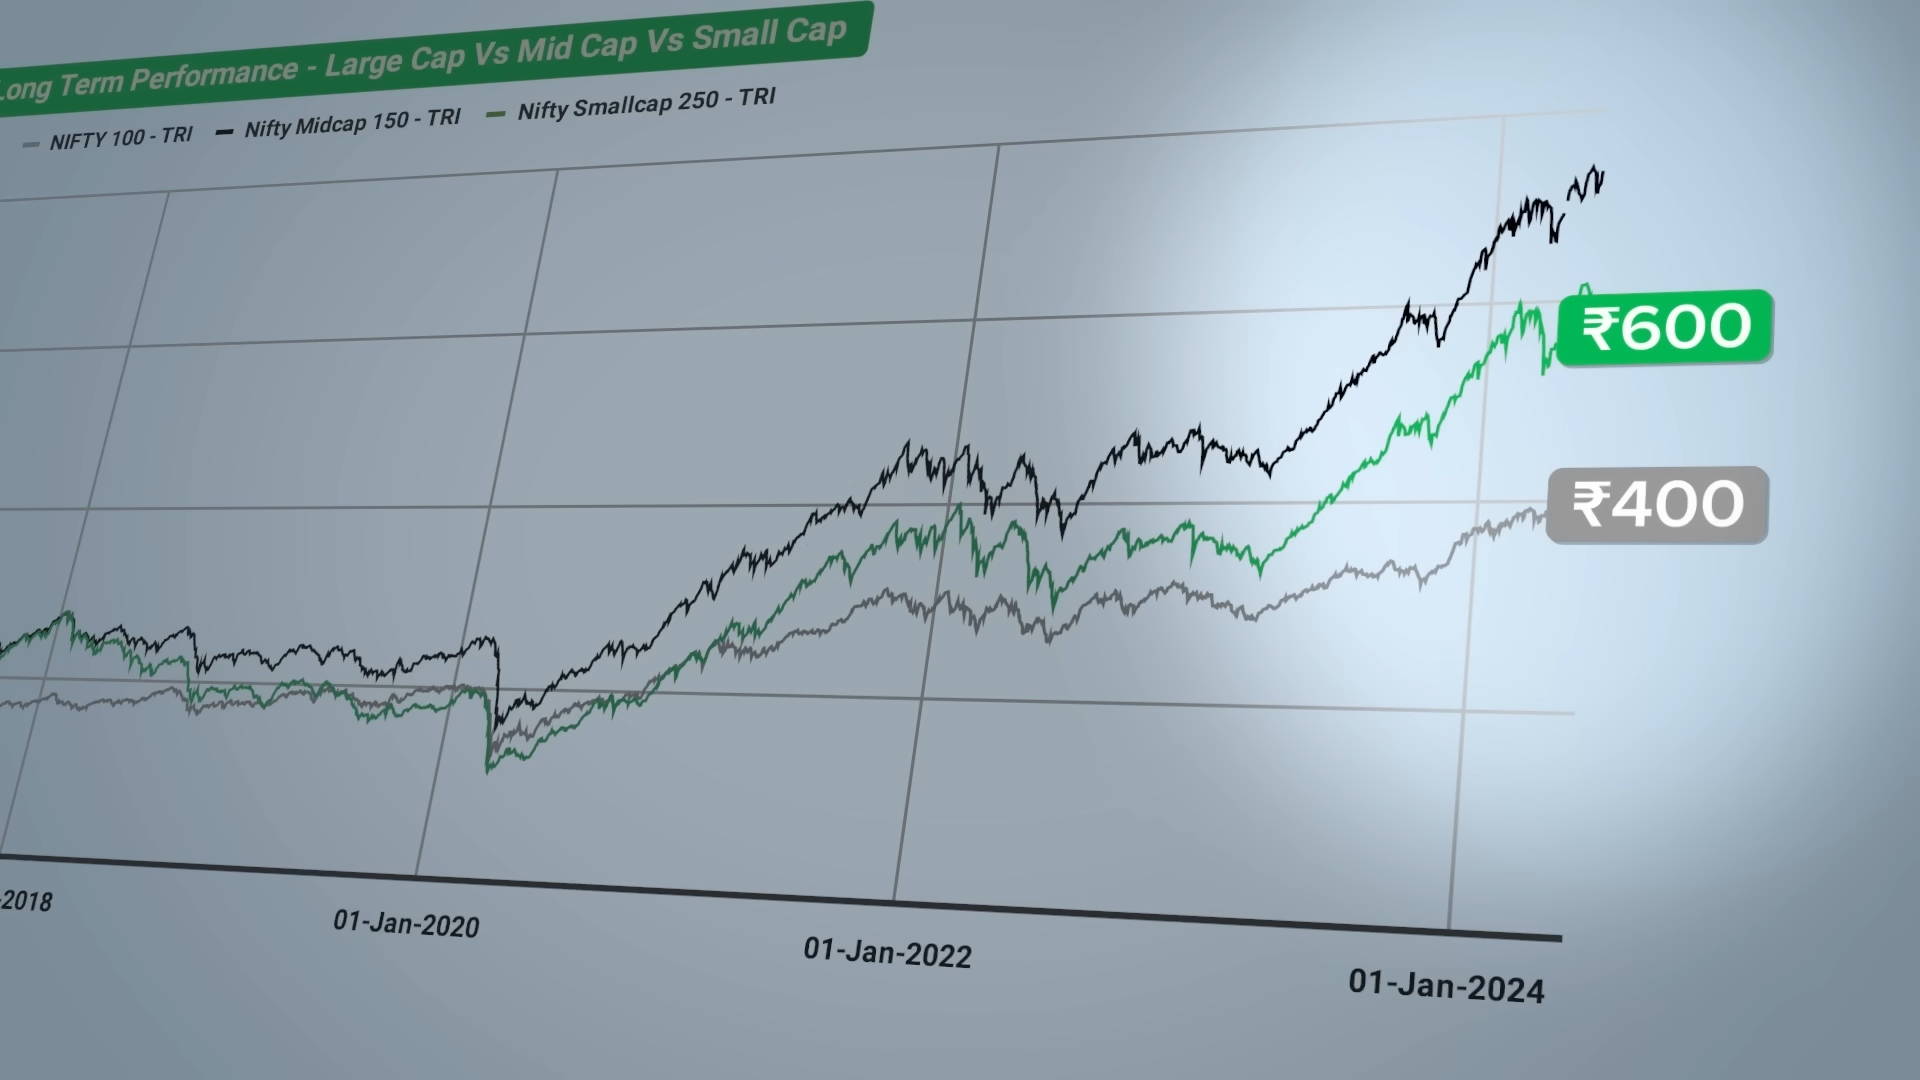 Long Term Performance - Large Cap Vs Mid Cap Vs Small Cap
NIFTY 100 - TRI Nifty Midcap 150 - TRI Nifty Smallcap 250 - TRI
₹600
₹400
-2018 01-Jan-2020 01-Jan-2022 01-Jan-2024